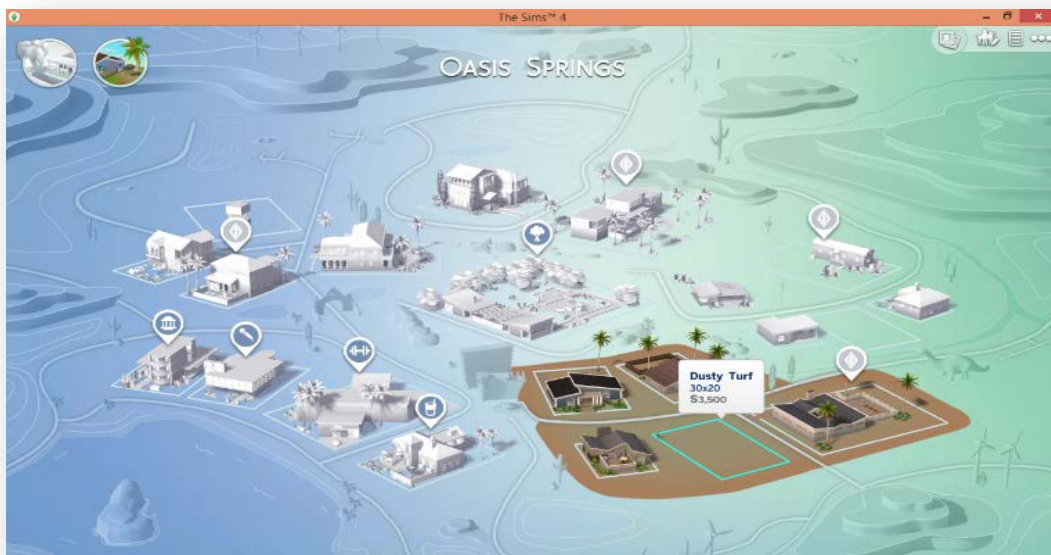 The Sims™ 4
OASIS SPRINGS
Dusty Turf
30x20
§3,500